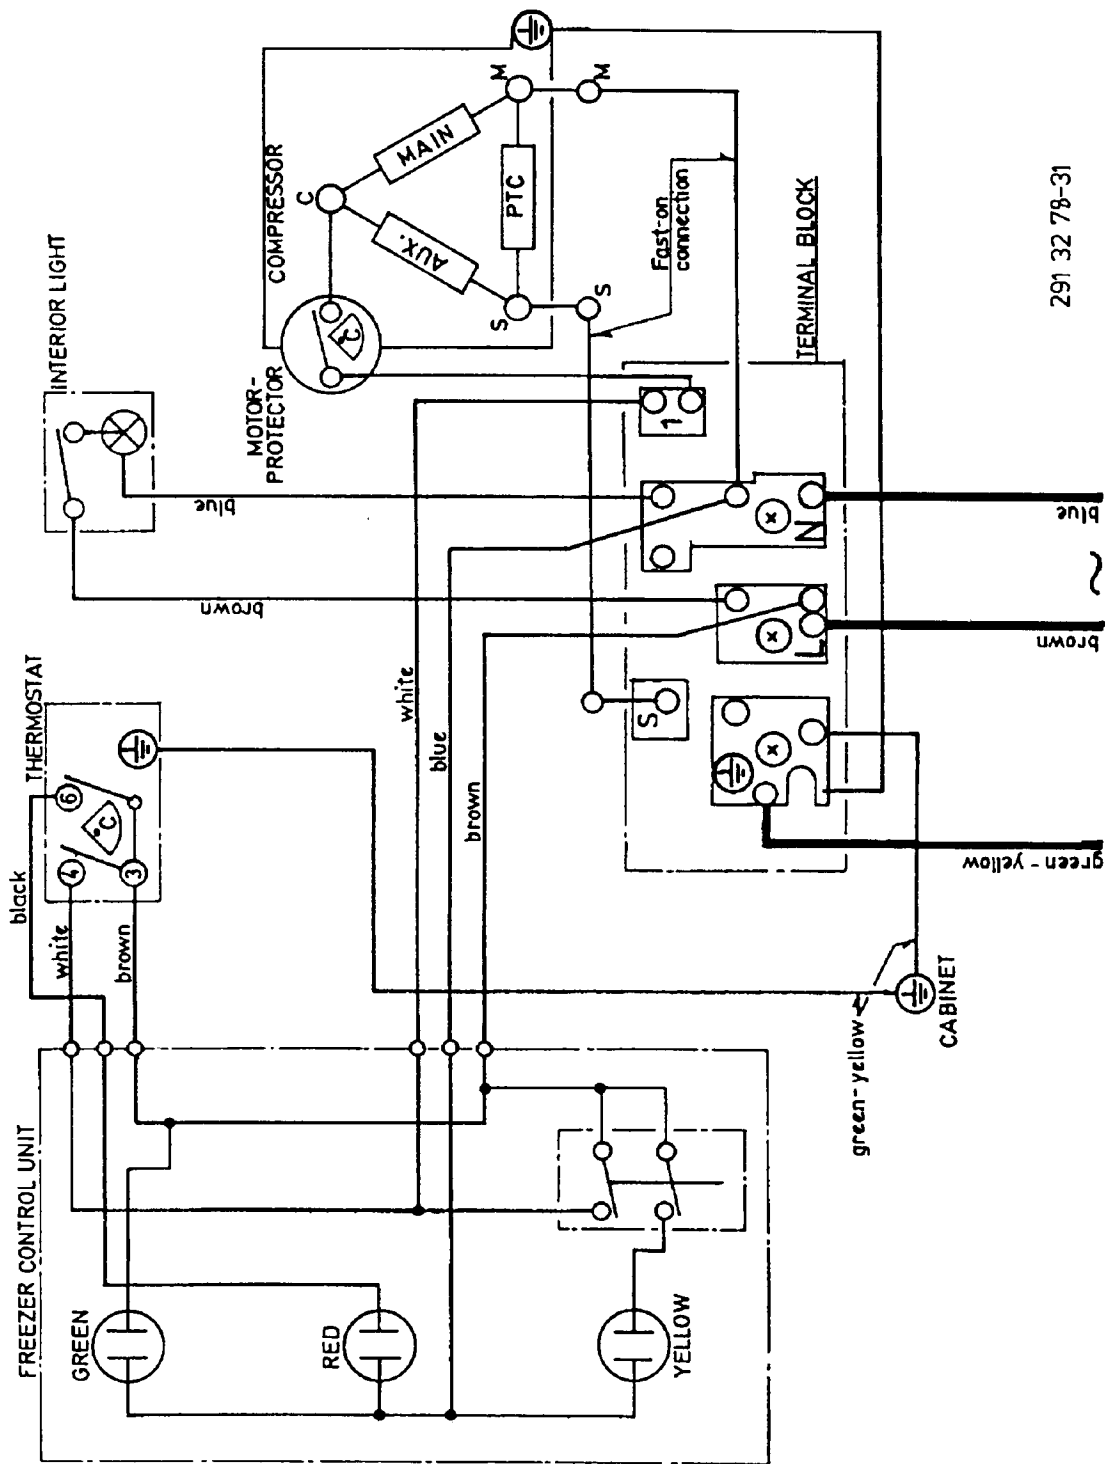 INTERIOR LIGHT
COMPRESSOR
C
MAIN
M
M
AUX.
PTC
S
S
°C
MOTOR-
PROTECTOR
Fast-on
connection
TERMINAL BLOCK
1
N
L
S
blue
brown
blue
~
brown
green-yellow
THERMOSTAT
6
°C
4
3
black
white
brown
white
blue
brown
green-yellow
CABINET
FREEZER CONTROL UNIT
GREEN
RED
YELLOW
291 32 78-31